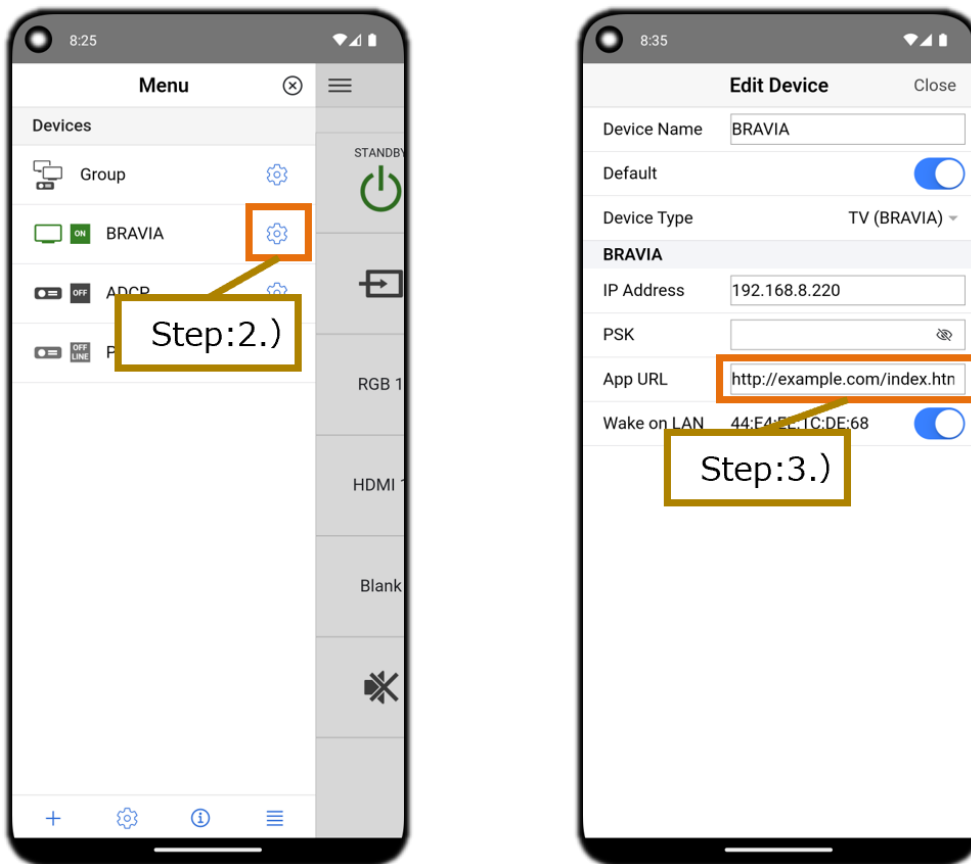 8:25
Menu
Devices
Group
ON
BRAVIA
OFF
Step:2.)
OFF
LINE
STANDBY
RGB 1
HDMI 1
Blank
8:35
Edit Device
Close
Device Name
BRAVIA
Default
Device Type
TV (BRAVIA)
BRAVIA
IP Address
192.168.8.220
PSK
App URL
http://example.com/index.htn
Wake on LAN
Step:3.)